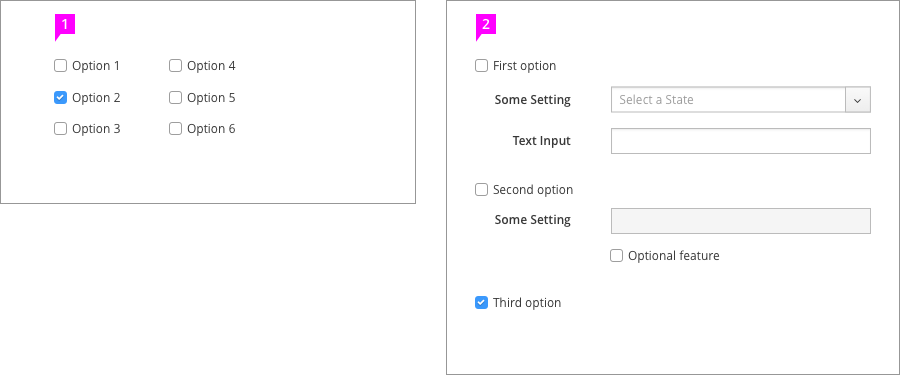 1
Option 1 Option 4
Option 2 Option 5
Option 3 Option 6
2
First option
Some Setting Select a State
Text Input
Second option
Some Setting
Optional feature
Third option